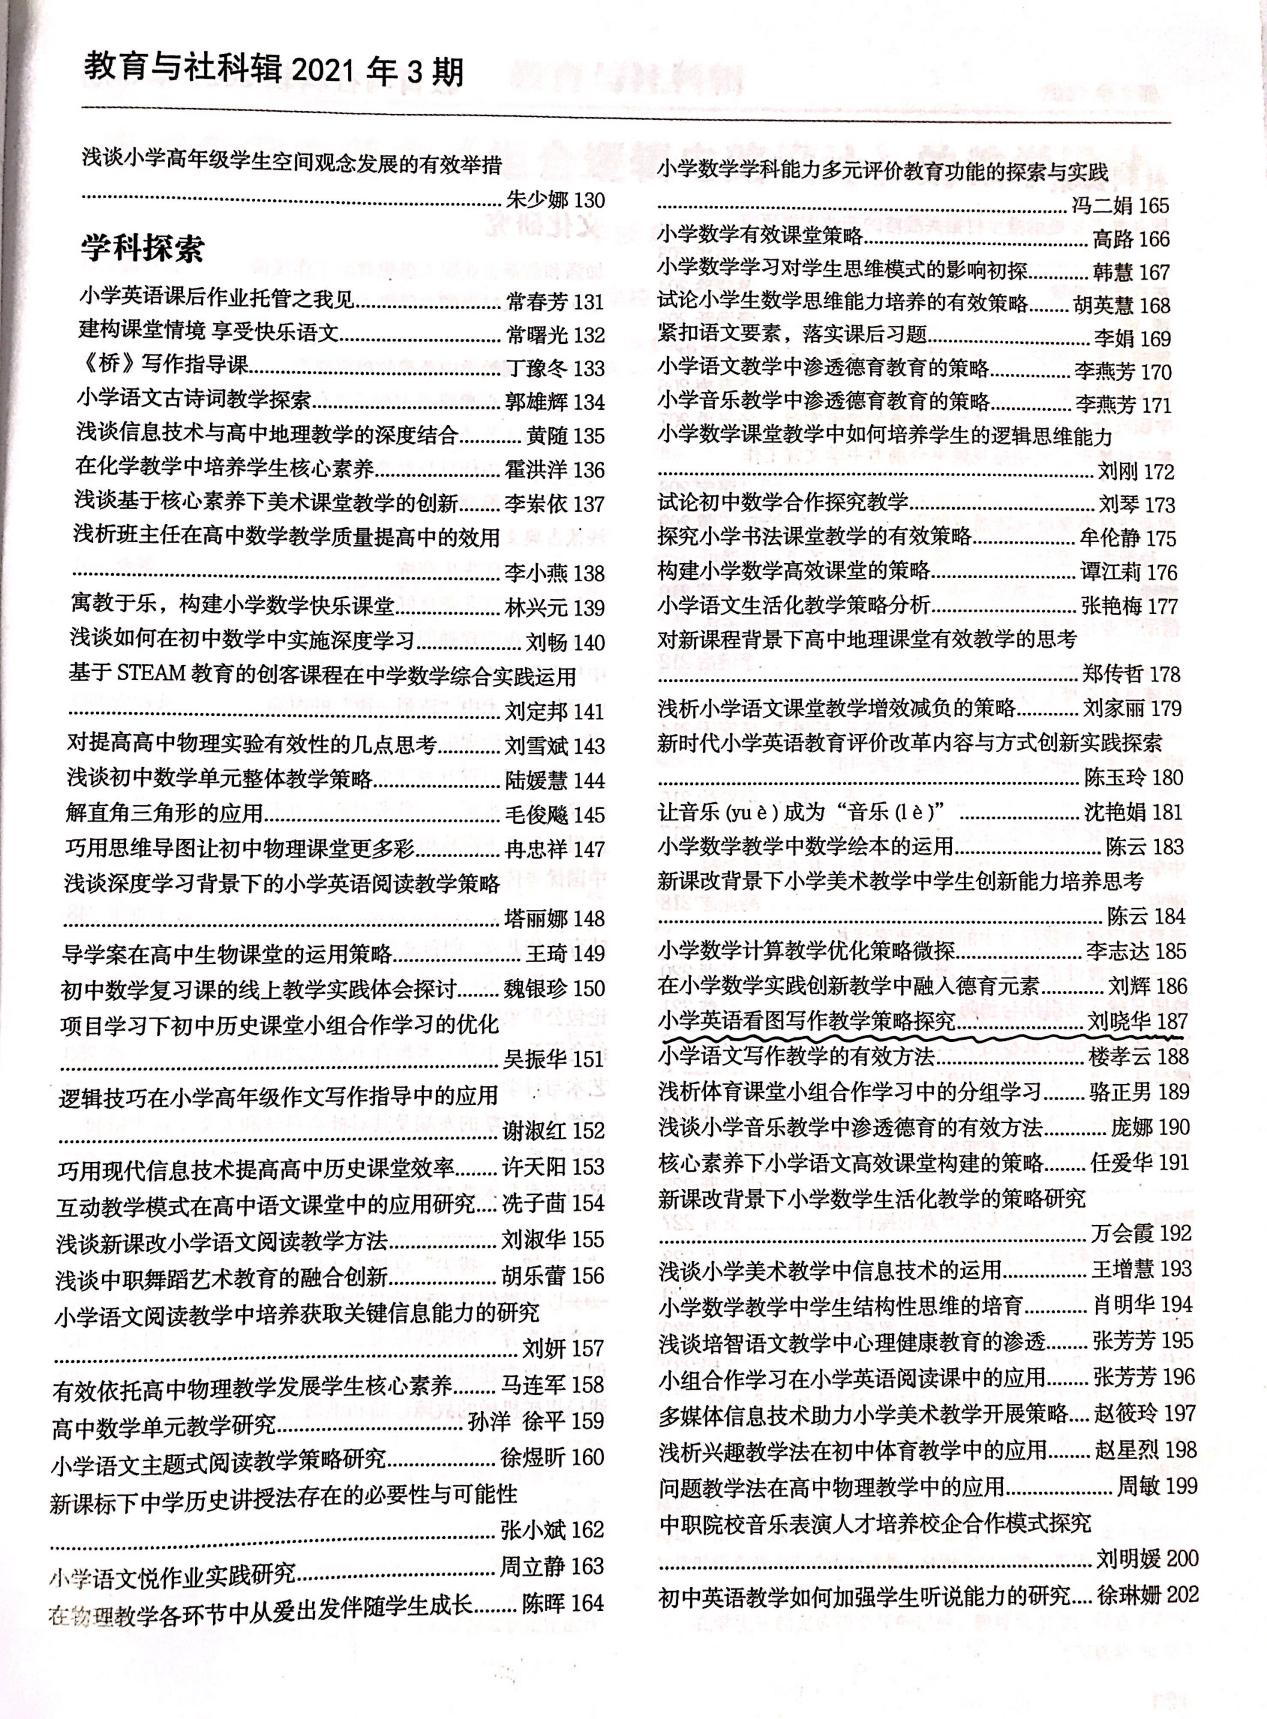 教育与社科辑 2021 年 3 期
浅谈小学高年级学生空间观念发展的有效举措
........................................ 朱少娜 130
学科探索
小学英语课后作业托管之我见.............. 常春芳 131
建构课堂情境 享受快乐语文................ 常曙光 132
《桥》写作指导课........................ 丁豫冬 133
小学语文古诗词教学探索.................. 郭雄辉 134
浅谈信息技术与高中地理教学的深度结合............ 黄随 135
在化学教学中培养学生核心素养............ 霍洪洋 136
浅谈基于核心素养下美术课堂教学的创新........ 李岽依 137
浅析班主任在高中数学教学质量提高中的效用
........................................ 李小燕 138
寓教于乐，构建小学数学快乐课堂.......... 林兴元 139
浅谈如何在初中数学中实施深度学习.......... 刘畅 140
基于 STEAM 教育的创客课程在中学数学综合实践运用
........................................ 刘定邦 141
对提高高中物理实验有效性的几点思考............ 刘雪斌 143
浅谈初中数学单元整体教学策略............ 陆媛慧 144
解直角三角形的应用...................... 毛俊飚 145
巧用思维导图让初中物理课堂更多彩................ 冉忠祥 147
浅谈深度学习背景下的小学英语阅读教学策略
........................................ 塔丽娜 148
导学案在高中生物课堂的运用策略............ 王琦 149
初中数学复习课的线上教学实践体会探讨........ 魏银珍 150
项目学习下初中历史课堂小组合作学习的优化
........................................ 吴振华 151
逻辑技巧在小学高年级作文写作指导中的应用
........................................ 谢淑红 152
巧用现代信息技术提高高中历史课堂效率........ 许天阳 153
互动教学模式在高中语文课堂中的应用研究.... 冼子茴 154
浅谈新课改小学语文阅读教学方法.......... 刘淑华 155
浅谈中职舞蹈艺术教育的融合创新.......... 胡乐蕾 156
小学语文阅读教学中培养获取关键信息能力的研究
........................................ 刘妍 157
有效依托高中物理教学发展学生核心素养........ 马连军 158
高中数学单元教学研究.................. 孙洋 徐平 159
小学语文主题式阅读教学策略研究.......... 徐煜昕 160
新课标下中学历史讲授法存在的必要性与可能性
........................................ 张小斌 162
小学语文悦作业实践研究.................. 周立静 163
在物理教学各环节中从爱出发伴随学生成长........ 陈晖 164
小学数学学科能力多元评价教育功能的探索与实践
........................................ 冯二娟 165
小学数学有效课堂策略...................... 高路 166
小学数学学习对学生思维模式的影响初探............ 韩慧 167
试论小学生数学思维能力培养的有效策略........ 胡英慧 168
紧扣语文要素，落实课后习题................ 李娟 169
小学语文教学中渗透德育教育的策略................ 李燕芳 170
小学音乐教学中渗透德育教育的策略................ 李燕芳 171
小学数学课堂教学中如何培养学生的逻辑思维能力
........................................ 刘刚 172
试论初中数学合作探究教学.................. 刘琴 173
探究小学书法课堂教学的有效策略.......... 牟伦静 175
构建小学数学高效课堂的策略.............. 谭江莉 176
小学语文生活化教学策略分析.............. 张艳梅 177
对新课程背景下高中地理课堂有效教学的思考
........................................ 郑传哲 178
浅析小学语文课堂教学增效减负的策略............ 刘家丽 179
新时代小学英语教育评价改革内容与方式创新实践探索
........................................ 陈玉玲 180
让音乐 (yuè) 成为“音乐 (lè)” ............ 沈艳娟 181
小学数学教学中数学绘本的运用.............. 陈云 183
新课改背景下小学美术教学中学生创新能力培养思考
........................................ 陈云 184
小学数学计算教学优化策略微探............ 李志达 185
在小学数学实践创新教学中融入德育元素............ 刘辉 186
小学英语看图写作教学策略探究............ 刘晓华 187
小学语文写作教学的有效方法.............. 楼孝云 188
浅析体育课堂小组合作学习中的分组学习........ 骆正男 189
浅谈小学音乐教学中渗透德育的有效方法............ 庞娜 190
核心素养下小学语文高效课堂构建的策略........ 任爱华 191
新课改背景下小学数学生活化教学的策略研究
........................................ 万会霞 192
浅谈小学美术教学中信息技术的运用................ 王增慧 193
小学数学教学中学生结构性思维的培育............ 肖明华 194
浅谈培智语文教学中心理健康教育的渗透........ 张芳芳 195
小组合作学习在小学英语阅读课中的应用........ 张芳芳 196
多媒体信息技术助力小学美术教学开展策略.... 赵筱玲 197
浅析兴趣教学法在初中体育教学中的应用........ 赵星烈 198
问题教学法在高中物理教学中的应用.......... 周敏 199
中职院校音乐表演人才培养校企合作模式探究
........................................ 刘明媛 200
初中英语教学如何加强学生听说能力的研究.... 徐琳姗 202